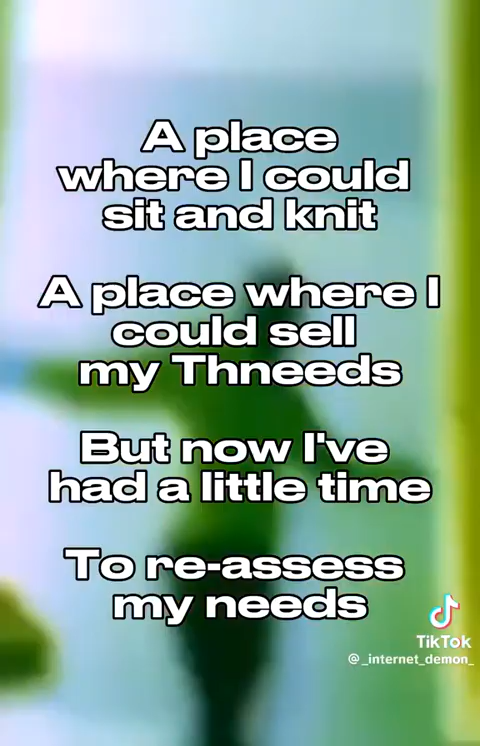 A place
where I could
sit and knit
A place where I
could sell
my Thneeds
But now I've
had a little time
To re-assess
my needs
TikTok
@_internet_demon_